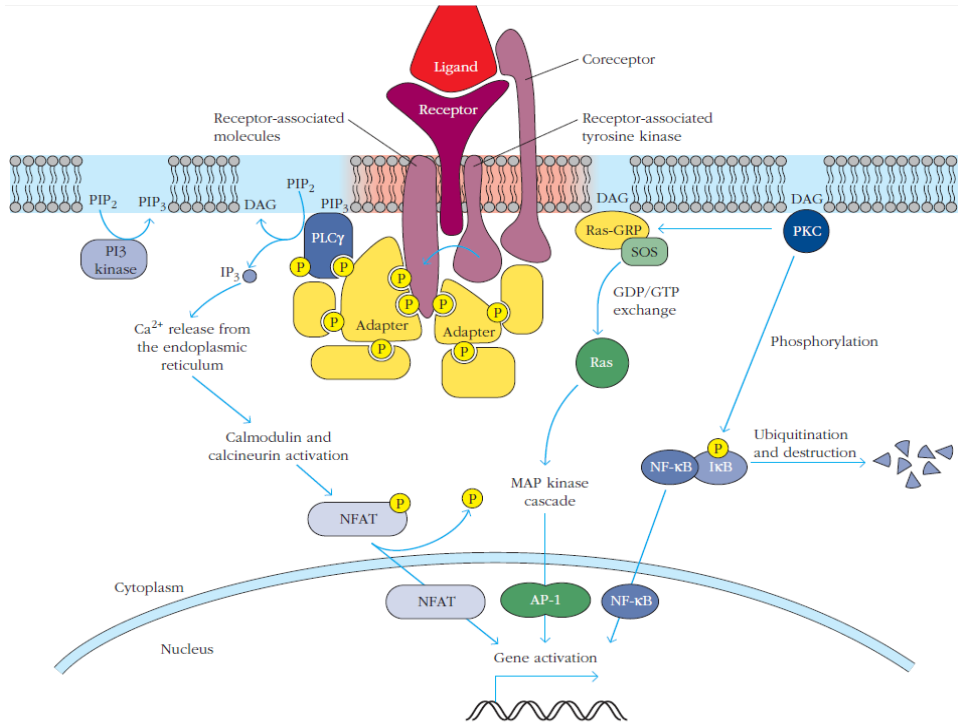 Ligand
Coreceptor
Receptor
Receptor-associated
molecules
Receptor-associated
tyrosine kinase
PIP2
PIP3
DAG
PIP2
PIP3
DAG
DAG
PI3
kinase
PLCγ
Ras-GRP
SOS
PKC
P
P
P
IP3
P
P
P
P
Adapter
Adapter
P
P
GDP/GTP
exchange
Ca2+ release from
the endoplasmic
reticulum
Ras
Phosphorylation
Calmodulin and
calcineurin activation
P
NF-κB
IκB
Ubiquitination
and destruction
MAP kinase
cascade
P
NFAT
P
Cytoplasm
NFAT
AP-1
NF-κB
Nucleus
Gene activation